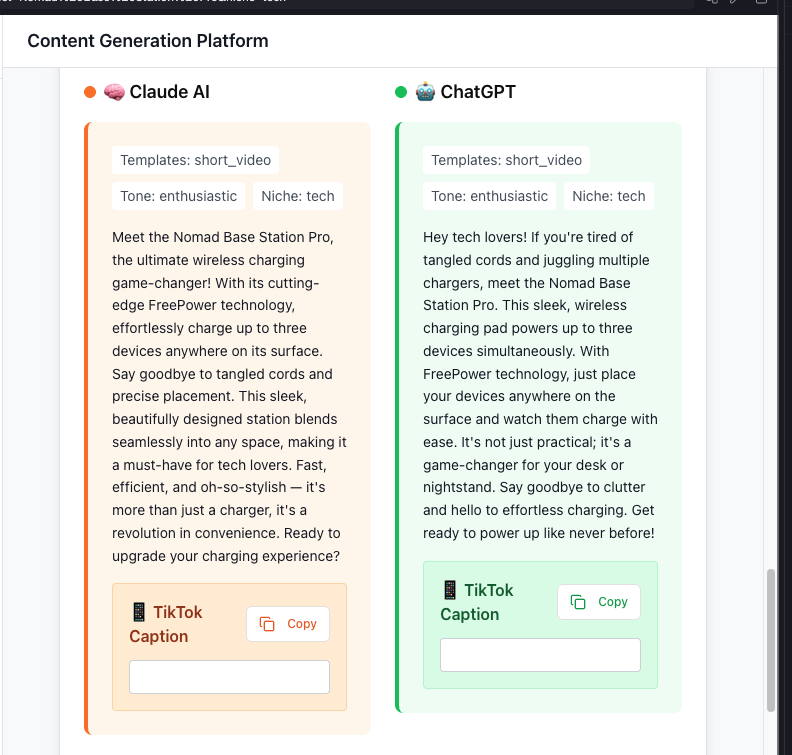 Content Generation Platform
🧠 Claude AI
Templates: short_video
Tone: enthusiastic Niche: tech
Meet the Nomad Base Station Pro,
the ultimate wireless charging
game-changer! With its cutting-
edge FreePower technology,
effortlessly charge up to three
devices anywhere on its surface.
Say goodbye to tangled cords and
precise placement. This sleek,
beautifully designed station blends
seamlessly into any space, making it
a must-have for tech lovers. Fast,
efficient, and oh-so-stylish — it's
more than just a charger, it's a
revolution in convenience. Ready to
upgrade your charging experience?
📱 TikTok
Caption
Copy
🤖 ChatGPT
Templates: short_video
Tone: enthusiastic Niche: tech
Hey tech lovers! If you're tired of
tangled cords and juggling multiple
chargers, meet the Nomad Base
Station Pro. This sleek, wireless
charging pad powers up to three
devices simultaneously. With
FreePower technology, just place
your devices anywhere on the
surface and watch them charge with
ease. It's not just practical; it's a
game-changer for your desk or
nightstand. Say goodbye to clutter
and hello to effortless charging. Get
ready to power up like never before!
📱 TikTok
Caption
Copy